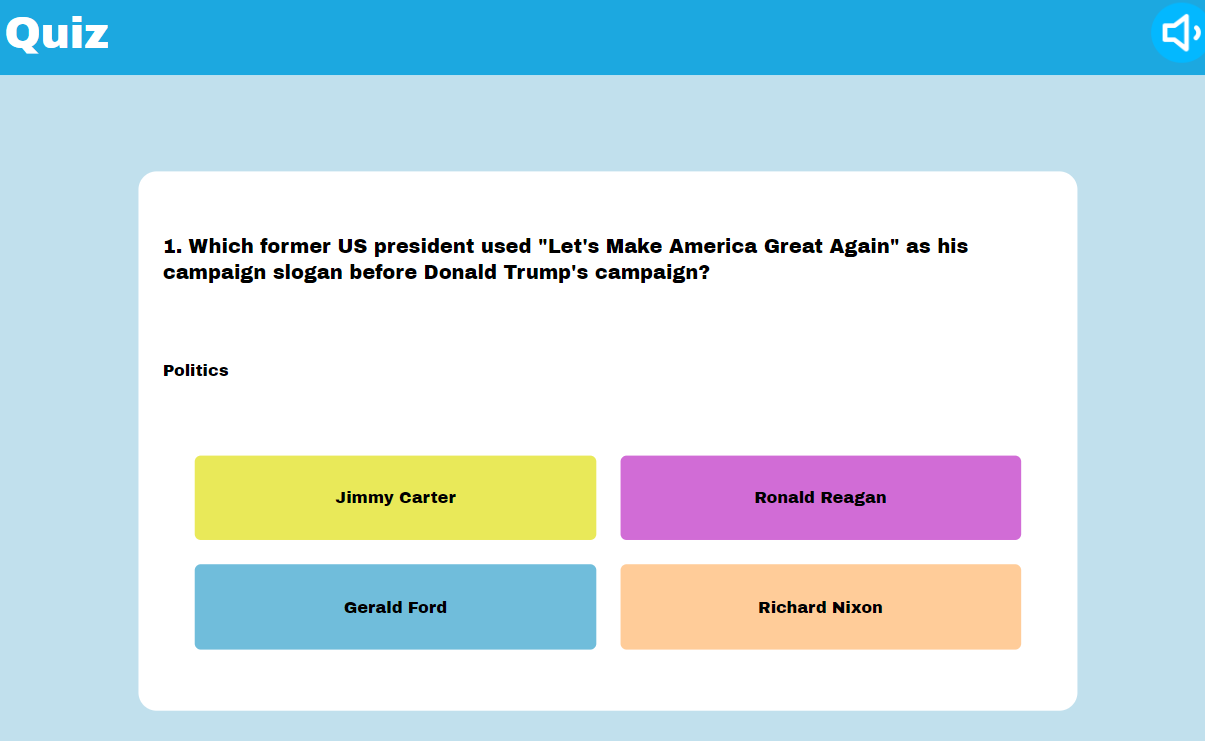 Quiz
1. Which former US president used "Let's Make America Great Again" as his
campaign slogan before Donald Trump's campaign?
Politics
Jimmy Carter
Ronald Reagan
Gerald Ford
Richard Nixon